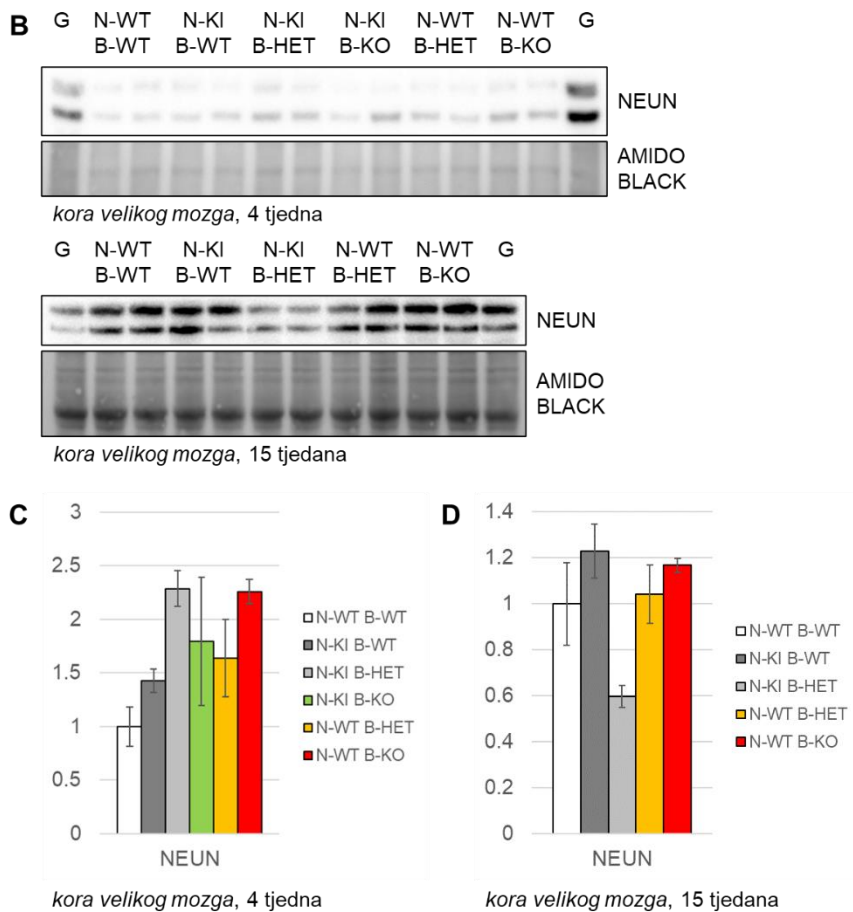 B
G N-WT N-KI N-KI N-KI N-WT N-WT G
B-WT B-WT B-HET B-KO B-HET B-KO
NEUN
AMIDO
BLACK
kora velikog mozga, 4 tjedna
G N-WT N-KI N-KI N-WT N-WT G
B-WT B-WT B-HET B-HET B-KO
NEUN
AMIDO
BLACK
kora velikog mozga, 15 tjedana
C
3
2.5
2
1.5
1
0.5
0
NEUN
N-WT B-WT
N-KI B-WT
N-KI B-HET
N-KI B-KO
N-WT B-HET
N-WT B-KO
kora velikog mozga, 4 tjedna
D
1.4
1.2
1
0.8
0.6
0.4
0.2
0
NEUN
N-WT B-WT
N-KI B-WT
N-KI B-HET
N-WT B-HET
N-WT B-KO
kora velikog mozga, 15 tjedana